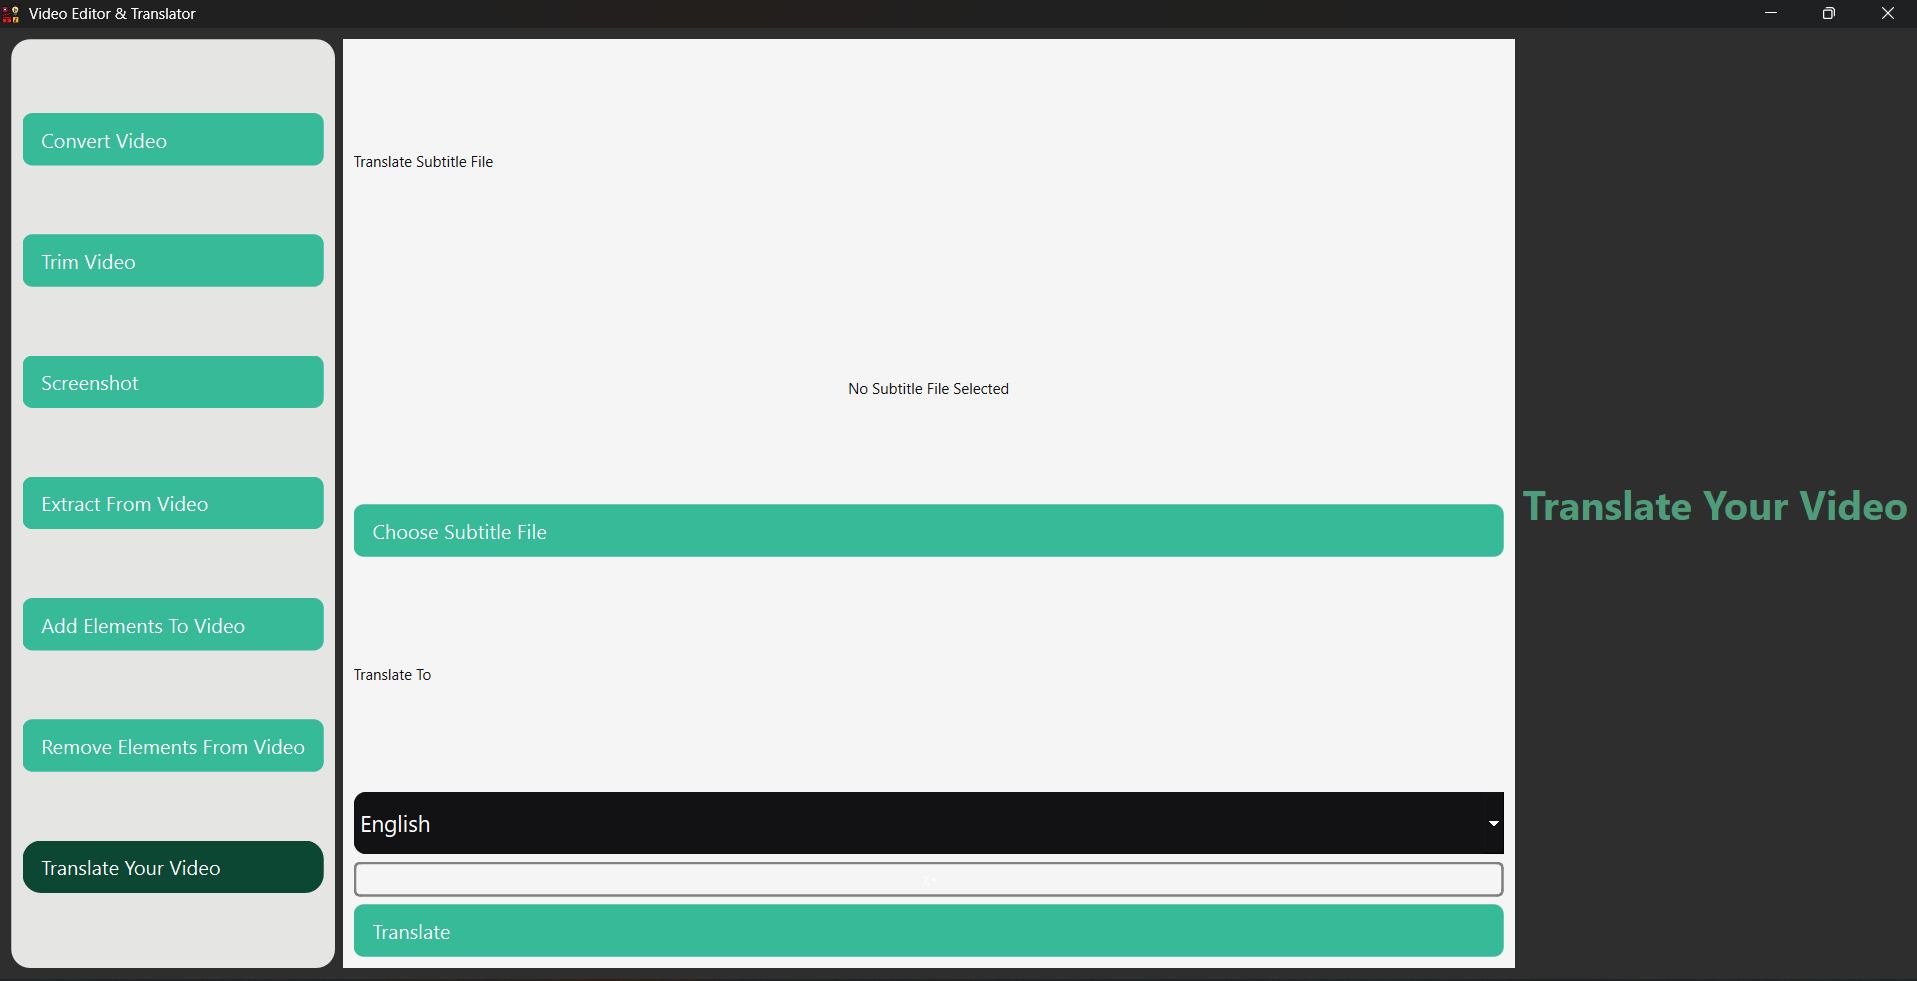 Video Editor & Translator
Convert Video
Trim Video
Screenshot
Extract From Video
Add Elements To Video
Remove Elements From Video
Translate Your Video
Translate Subtitle File
No Subtitle File Selected
Choose Subtitle File
Translate To
English
Translate
Translate Your Video